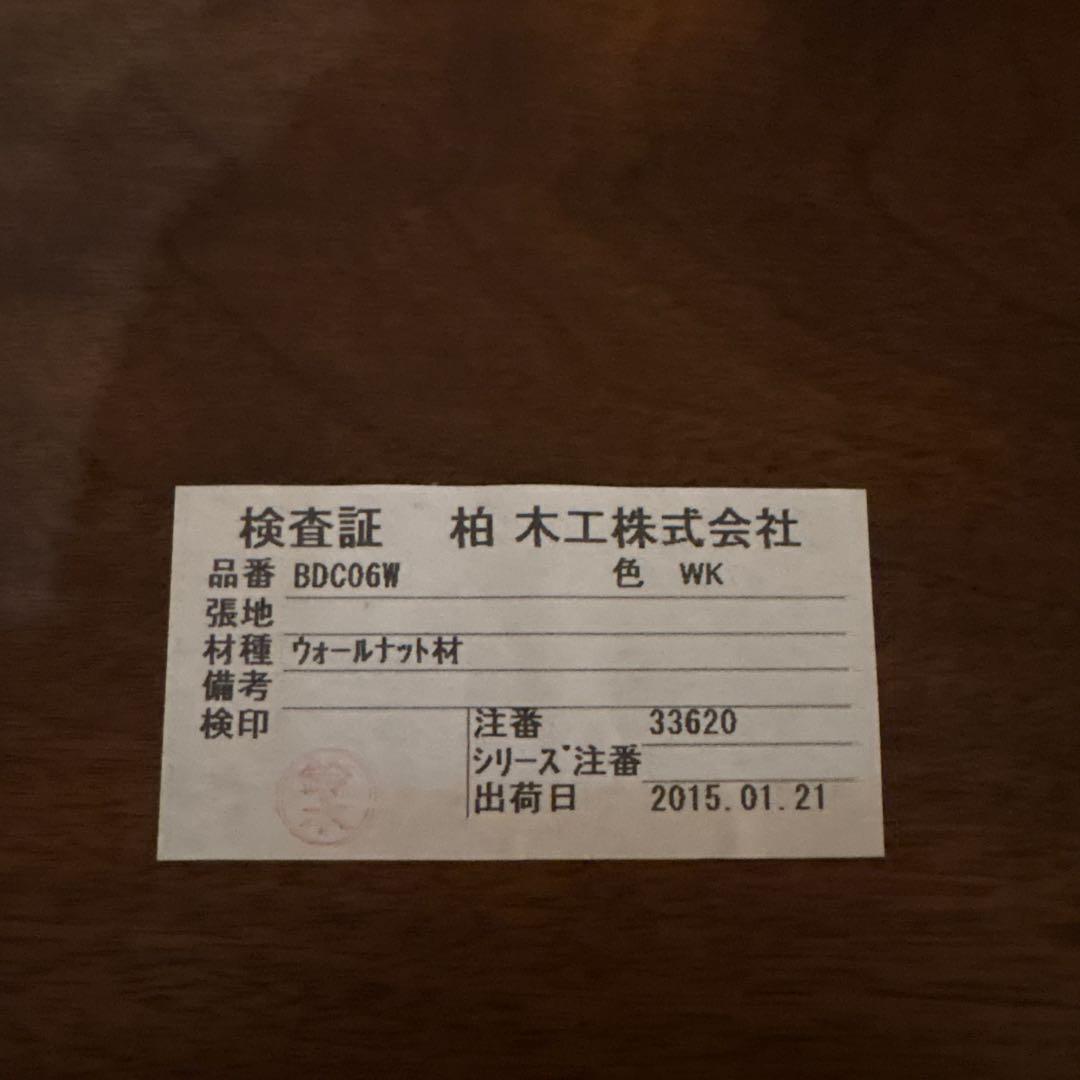 検査証 柏木工株式会社
品番 BDC06W 色 WK
張地
材種 ウォールナット材
備考
検印
注番 33620
シリーズ注番
出荷日 2015.01.21